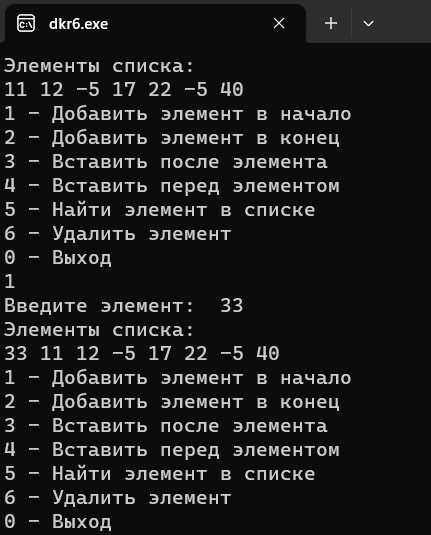 dkr6.exe
Элементы списка:
11 12 -5 17 22 -5 40
1 - Добавить элемент в начало
2 - Добавить элемент в конец
3 - Вставить после элемента
4 - Вставить перед элементом
5 - Найти элемент в списке
6 - Удалить элемент
0 - Выход
1
Введите элемент:  33
Элементы списка:
33 11 12 -5 17 22 -5 40
1 - Добавить элемент в начало
2 - Добавить элемент в конец
3 - Вставить после элемента
4 - Вставить перед элементом
5 - Найти элемент в списке
6 - Удалить элемент
0 - Выход